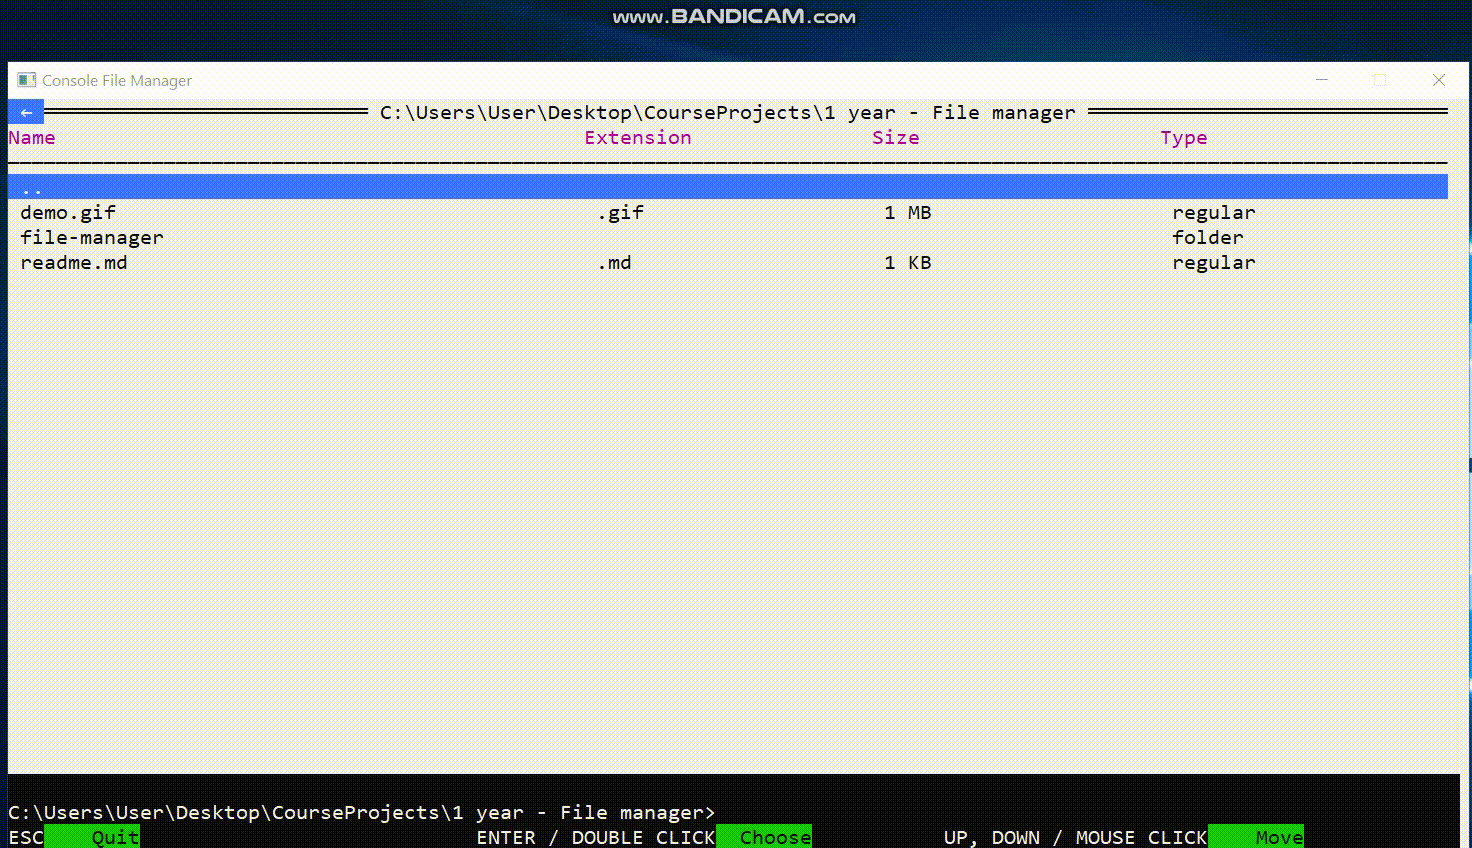 www.BANDICAM.com
Console File Manager
← C:\Users\User\Desktop\CourseProjects\1 year - File manager
Name Extension Size Type
..
demo.gif .gif 1 MB regular
file-manager folder
readme.md .md 1 KB regular
C:\Users\User\Desktop\CourseProjects\1 year - File manager>
ESC Quit ENTER / DOUBLE CLICK Choose UP, DOWN / MOUSE CLICK Move